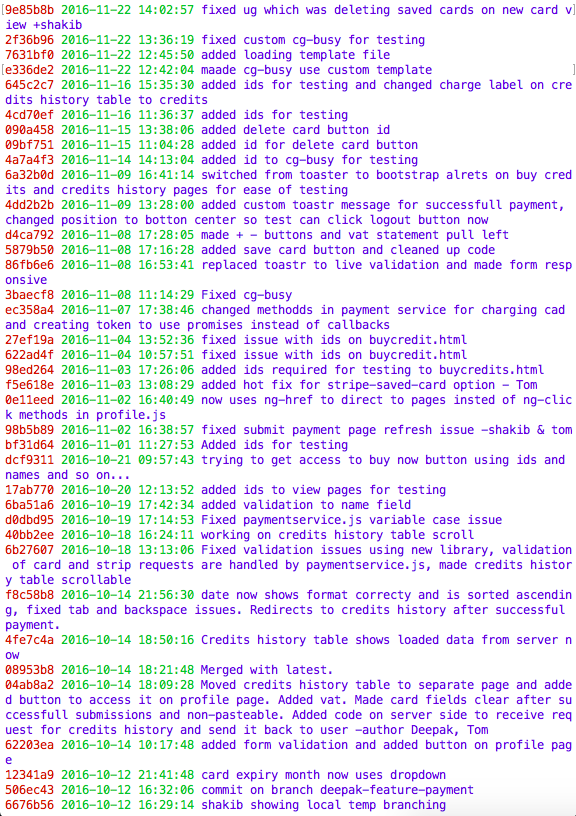 [9e85b8b 2016-11-22 14:02:57 fixed ug which was deleting saved cards on new card v]
iew +shakib
2f36b96 2016-11-22 13:36:19 fixed custom cg-busy for testing
7631bf0 2016-11-22 12:45:50 added loading template file
[e336de2 2016-11-22 12:42:04 maade cg-busy use custom template ]
645c2c7 2016-11-16 15:35:30 added ids for testing and changed charge label on cre
dits history table to credits
4cd70ef 2016-11-16 11:36:37 added ids for testing
090a458 2016-11-15 13:38:06 added delete card button id
09bf751 2016-11-15 11:04:28 added id for delete card button
4a7a4f3 2016-11-14 14:13:04 added id to cg-busy for testing
6a32b0d 2016-11-09 16:41:14 switched from toaster to bootstrap alrets on buy cred
its and credits history pages for ease of testing
4dd2b2b 2016-11-09 13:28:00 added custom toastr message for successfull payment,
changed position to botton center so test can click logout button now
d4ca792 2016-11-08 17:28:05 made + - buttons and vat statement pull left
5879b50 2016-11-08 17:16:28 added save card button and cleaned up code
86fb6e6 2016-11-08 16:53:41 replaced toastr to live validation and made form resp
onsive
3baecf8 2016-11-08 11:14:29 Fixed cg-busy
ec358a4 2016-11-07 17:38:46 changed methodds in payment service for charging cad
and creating token to use promises instead of callbacks
27ef19a 2016-11-04 13:52:36 fixed issue with ids on buycredit.html
622ad4f 2016-11-04 10:57:51 fixed issue with ids on buycredit.html
98ed264 2016-11-03 17:26:06 added ids required for testing to buycredits.html
f5e618e 2016-11-03 13:08:29 added hot fix for stripe-saved-card option - Tom
0e11eed 2016-11-02 16:40:49 now uses ng-href to direct to pages insted of ng-clic
k methods in profile.js
98b5b89 2016-11-02 16:38:57 fixed submit payment page refresh issue -shakib & tom
bf31d64 2016-11-01 11:27:53 Added ids for testing
dcf9311 2016-10-21 09:57:43 trying to get access to buy now button using ids and
names and so on...
17ab770 2016-10-20 12:13:52 added ids to view pages for testing
6ba51a6 2016-10-19 17:42:34 added validation to name field
d0dbd95 2016-10-19 17:14:53 Fixed paymentservice.js variable case issue
40bb2ee 2016-10-18 16:24:11 working on credits history table scroll
6b27607 2016-10-18 13:13:06 Fixed validation issues using new library, validation
of card and strip requests are handled by paymentservice.js, made credits histor
y table scrollable
f8c58b8 2016-10-14 21:56:30 date now shows format correcty and is sorted ascendin
g, fixed tab and backspace issues. Redirects to credits history after successful
payment.
4fe7c4a 2016-10-14 18:50:16 Credits history table shows loaded data from server n
ow
08953b8 2016-10-14 18:21:48 Merged with latest.
04ab8a2 2016-10-14 18:09:28 Moved credits history table to separate page and adde
d button to access it on profile page. Added vat. Made card fields clear after su
ccessfull submissions and non-pasteable. Added code on server side to receive req
uest for credits history and send it back to user -author Deepak, Tom
62203ea 2016-10-14 10:17:48 added form validation and added button on profile pag
e
12341a9 2016-10-12 21:41:48 card expiry month now uses dropdown
506ec43 2016-10-12 16:32:06 commit on branch deepak-feature-payment
6676b56 2016-10-12 16:29:14 shakib showing local temp branching